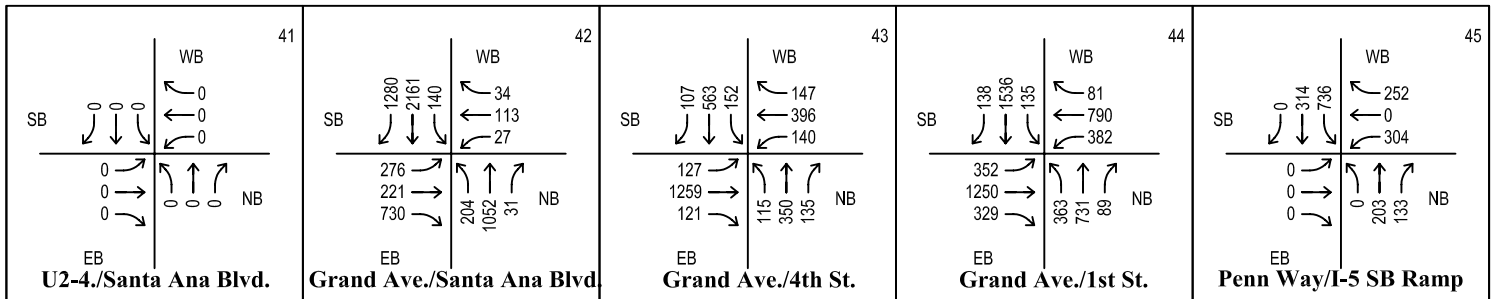 41
WB
SB
0 0 0
0
0
0
0
0
0
0 0 0
NB
EB
U2-4./Santa Ana Blvd.
42
WB
SB
1280 2161 140
34
113
27
276
221
730
204 1052 31
NB
EB
Grand Ave./Santa Ana Blvd.
43
WB
SB
107 563 152
147
396
140
127
1259
121
115 350 135
NB
EB
Grand Ave./4th St.
44
WB
SB
138 1536 135
81
790
382
352
1250
329
363 731 89
NB
EB
Grand Ave./1st St.
45
WB
SB
0 314 736
252
0
304
0
0
0
0 203 133
NB
EB
Penn Way/I-5 SB Ramp